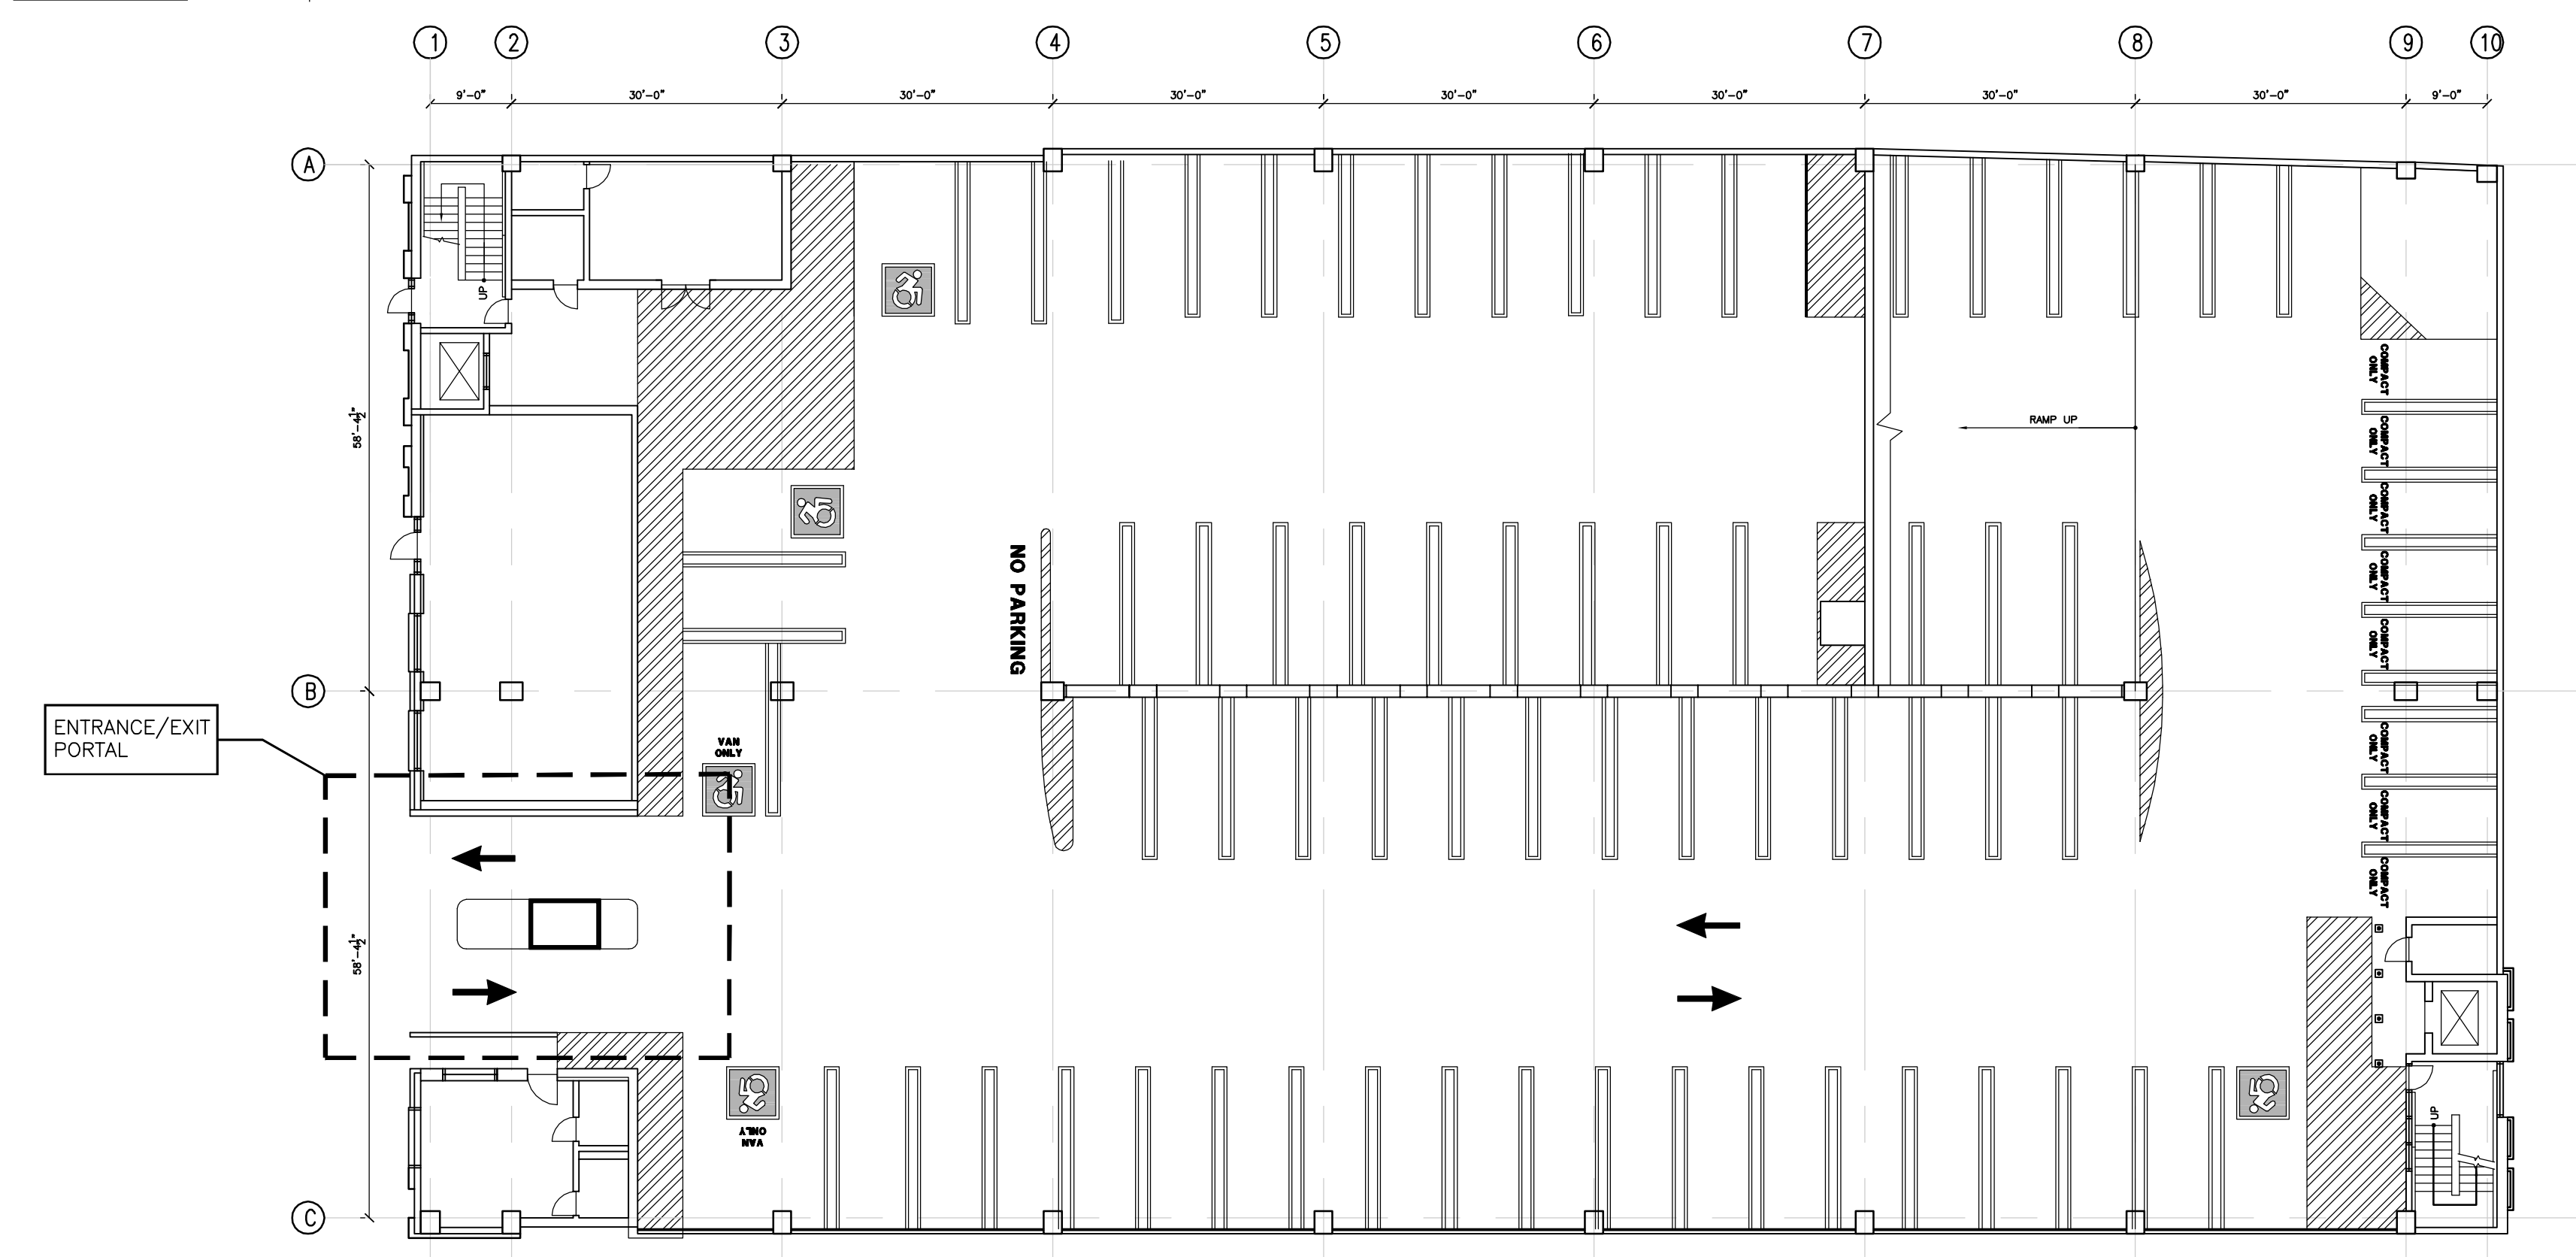 1 2 3 4 5 6 7 8 9 10
9'-0" 30'-0" 30'-0" 30'-0" 30'-0" 30'-0" 30'-0" 30'-0" 9'-0"
A
UP
COMPACT
ONLY
58'-4½"
RAMP UP
COMPACT
ONLY
COMPACT
ONLY
NO PARKING
COMPACT
ONLY
COMPACT
ONLY
B
ENTRANCE/EXIT
PORTAL
VAN
ONLY
COMPACT
ONLY
COMPACT
ONLY
COMPACT
ONLY
58'-4½"
UP
VAN
ONLY
C